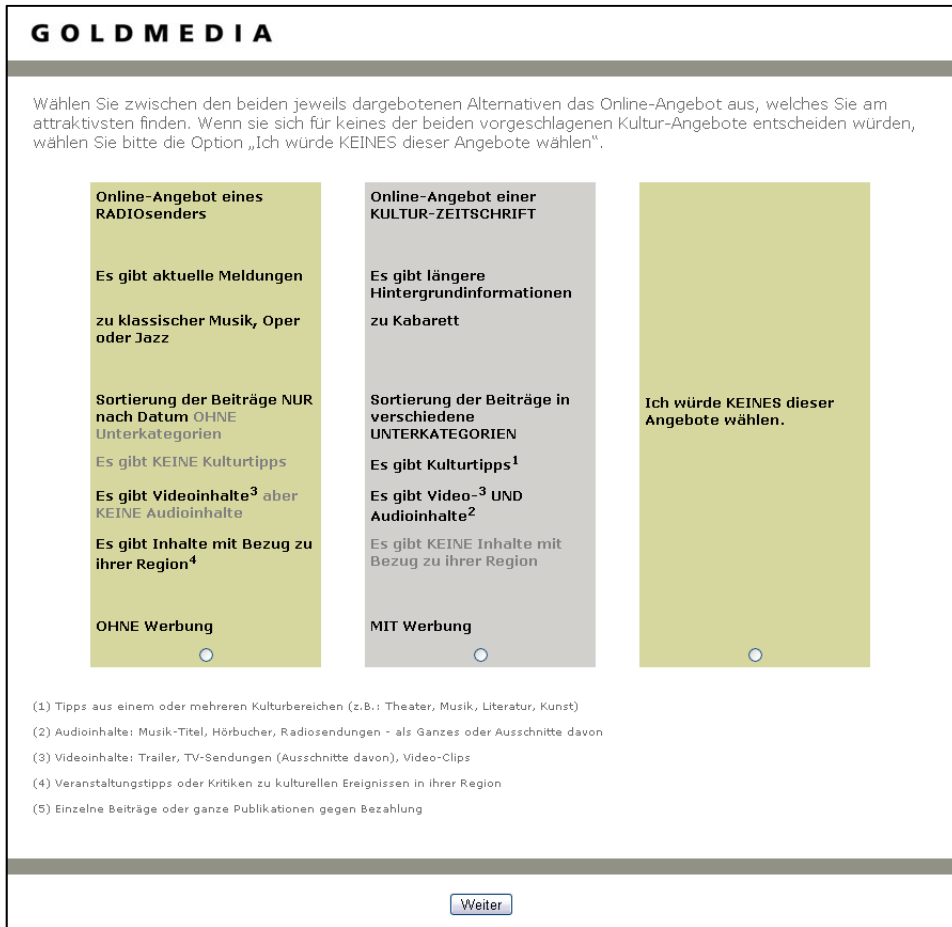 GOLDMEDIA
Wählen Sie zwischen den beiden jeweils dargebotenen Alternativen das Online-Angebot aus, welches Sie am
attraktivsten finden. Wenn sie sich für keines der beiden vorgeschlagenen Kultur-Angebote entscheiden würden,
wählen Sie bitte die Option „Ich würde KEINES dieser Angebote wählen".
Online-Angebot eines
RADIOsenders
Es gibt aktuelle Meldungen
zu klassischer Musik, Oper
oder Jazz
Sortierung der Beiträge NUR
nach Datum OHNE
Unterkategorien
Es gibt KEINE Kulturtipps
Es gibt Videoinhalte³ aber
KEINE Audioinhalte
Es gibt Inhalte mit Bezug zu
ihrer Region⁴
OHNE Werbung
Online-Angebot einer
KULTUR-ZEITSCHRIFT
Es gibt längere
Hintergrundinformationen
zu Kabarett
Sortierung der Beiträge in
verschiedene
UNTERKATEGORIEN
Es gibt Kulturtipps¹
Es gibt Video-³ UND
Audioinhalte²
Es gibt KEINE Inhalte mit
Bezug zu ihrer Region
MIT Werbung
Ich würde KEINES dieser
Angebote wählen.
(1) Tipps aus einem oder mehreren Kulturbereichen (z.B.: Theater, Musik, Literatur, Kunst)
(2) Audioinhalte: Musik-Titel, Hörbucher, Radiosendungen - als Ganzes oder Ausschnitte davon
(3) Videoinhalte: Trailer, TV-Sendungen (Ausschnitte davon), Video-Clips
(4) Veranstaltungstipps oder Kritiken zu kulturellen Ereignissen in ihrer Region
(5) Einzelne Beiträge oder ganze Publikationen gegen Bezahlung
Weiter